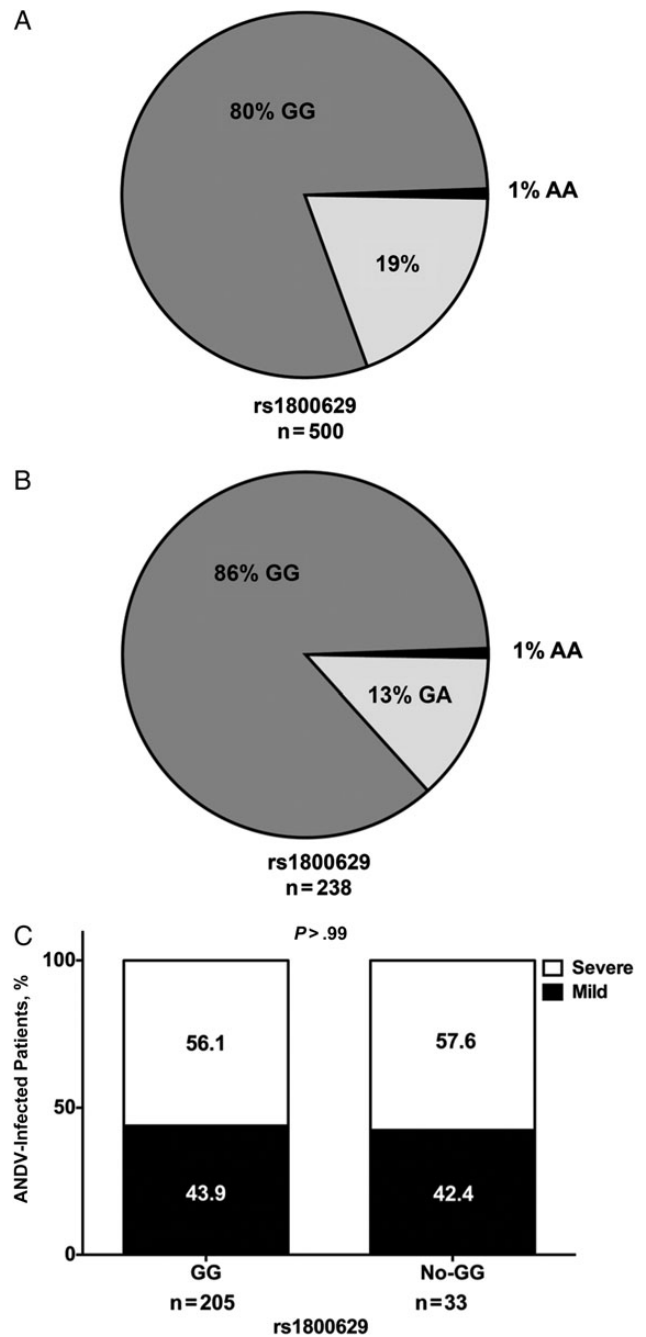 A
80% GG
1% AA
19%
rs1800629
n=500
B
86% GG
1% AA
13% GA
rs1800629
n=238
C
P > .99
Severe
Mild
ANDV-Infected Patients, %
100
50
0
56.1
57.6
43.9
42.4
GG
No-GG
n=205
n=33
rs1800629